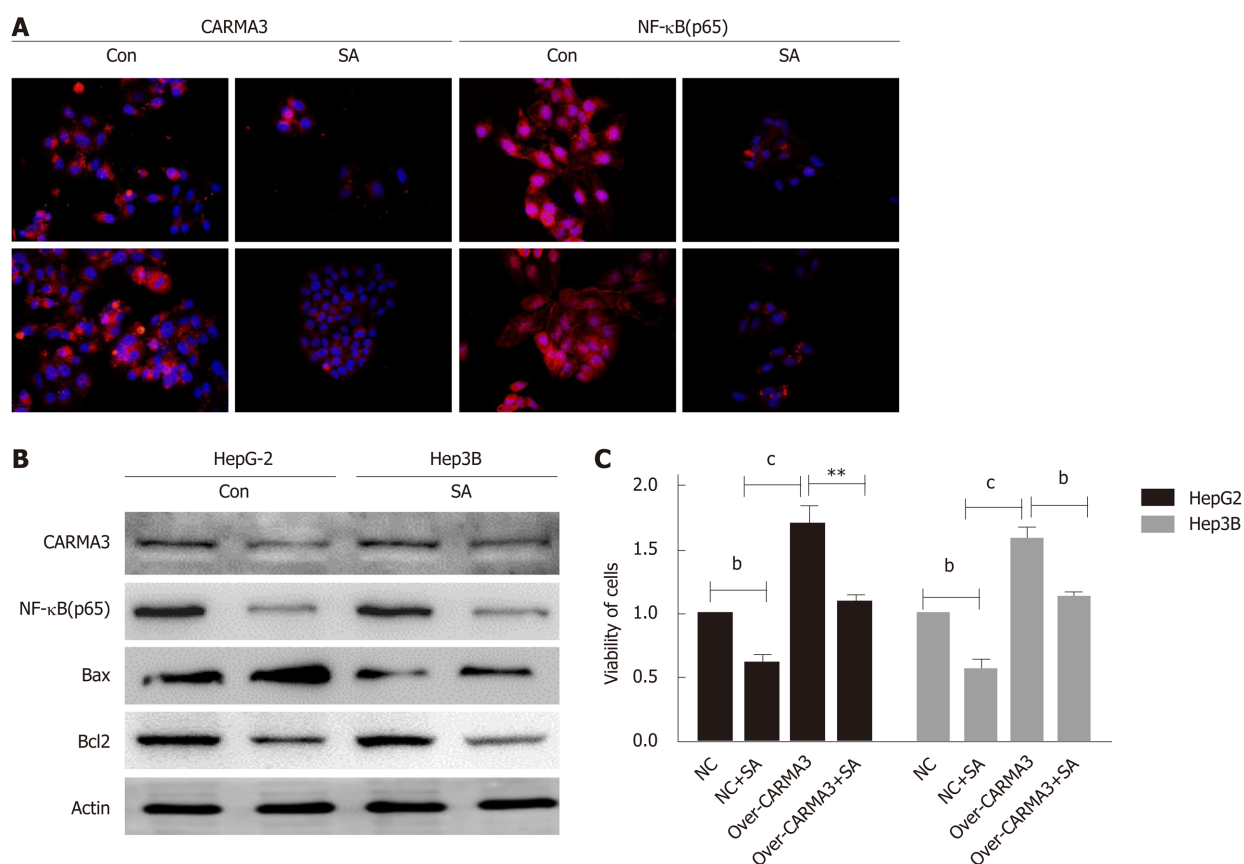 A
CARMA3 NF-κB(p65)
Con SA Con SA
B
HepG-2 Hep3B
Con SA
CARMA3
NF-κB(p65)
Bax
Bcl2
Actin
C
c ** c b
b b
Viability of cells
2.0
1.5
1.0
0.5
0.0
NC NC+SA Over-CARMA3 Over-CARMA3+SA NC NC+SA Over-CARMA3 Over-CARMA3+SA
HepG2
Hep3B